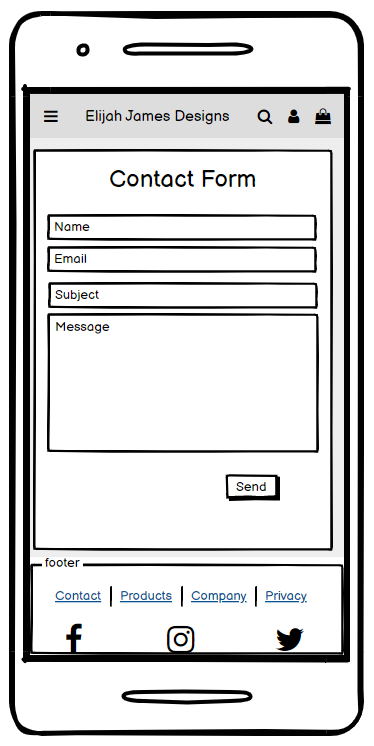 Elijah James Designs
Contact Form
Name
Email
Subject
Message
Send
footer
Contact | Products | Company | Privacy